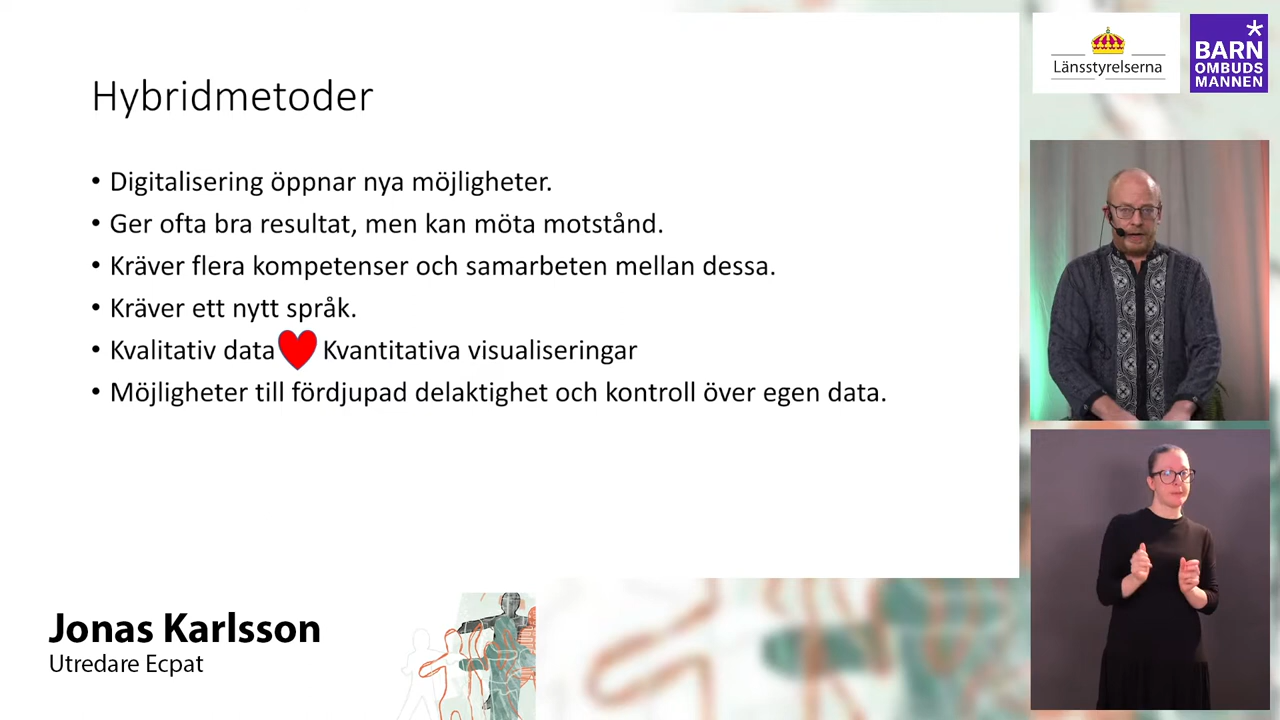 Hybridmetoder
• Digitalisering öppnar nya möjligheter.
• Ger ofta bra resultat, men kan möta motstånd.
• Kräver flera kompetenser och samarbeten mellan dessa.
• Kräver ett nytt språk.
• Kvalitativ data ❤ Kvantitativa visualiseringar
• Möjligheter till fördjupad delaktighet och kontroll över egen data.
Länsstyrelserna
BARN
OMBUDS
MANNEN
Jonas Karlsson
Utredare Ecpat